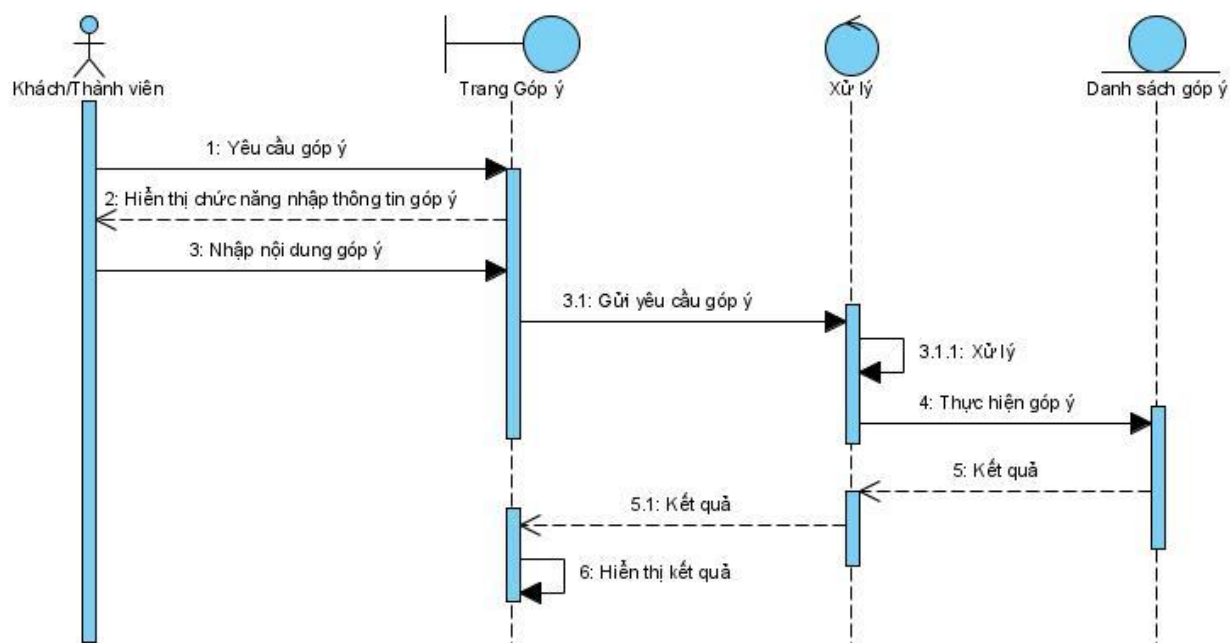 Khách/Thành viên
Trang Góp ý
Xử lý
Danh sách góp ý
1: Yêu cầu góp ý
2: Hiển thị chức năng nhập thông tin góp ý
3: Nhập nội dung góp ý
3.1: Gửi yêu cầu góp ý
3.1.1: Xử lý
4: Thực hiện góp ý
5: Kết quả
5.1: Kết quả
6: Hiển thị kết quả